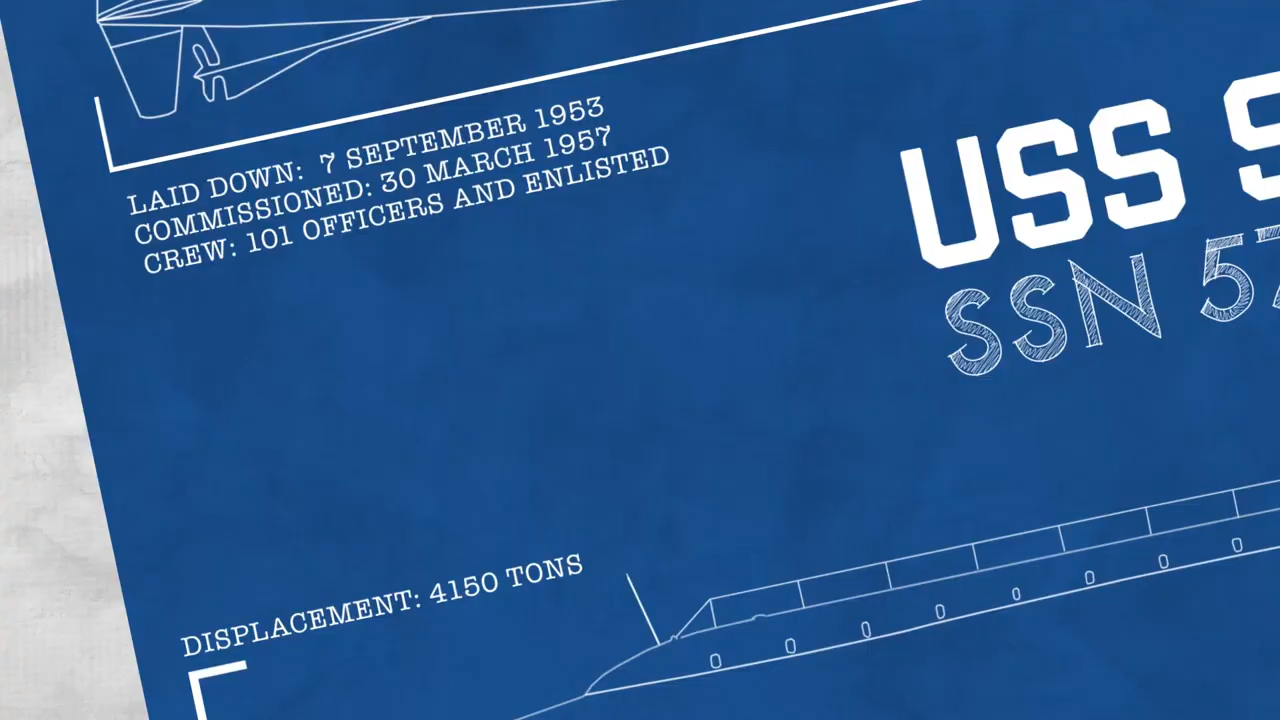 LAID DOWN: 7 SEPTEMBER 1953
COMMISSIONED: 30 MARCH 1957
CREW: 101 OFFICERS AND ENLISTED
USS S
SSN 57
DISPLACEMENT: 4150 TONS